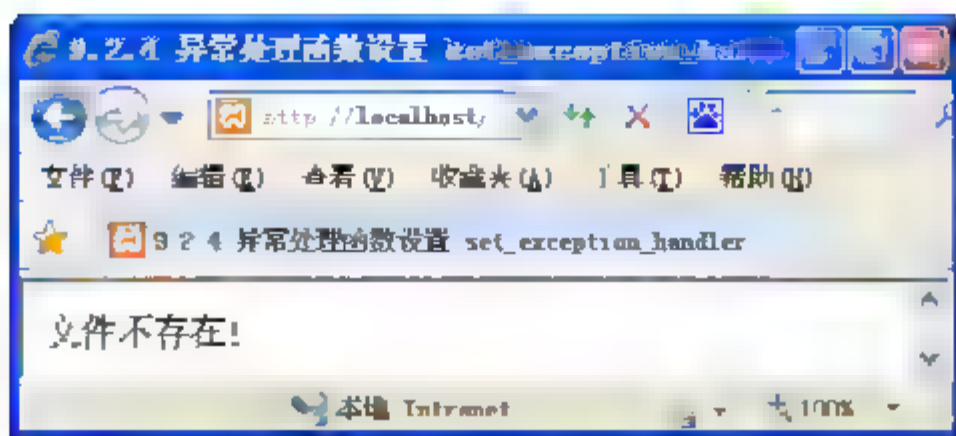 9.2.4 异常处理函数设置 set_exception_ha
http://localhost/
文件(F) 编辑(E) 查看(V) 收藏夹(A) 工具(T) 帮助(H)
9.2.4 异常处理函数设置 set_exception_handler
文件不存在!
本地 Intranet 100%